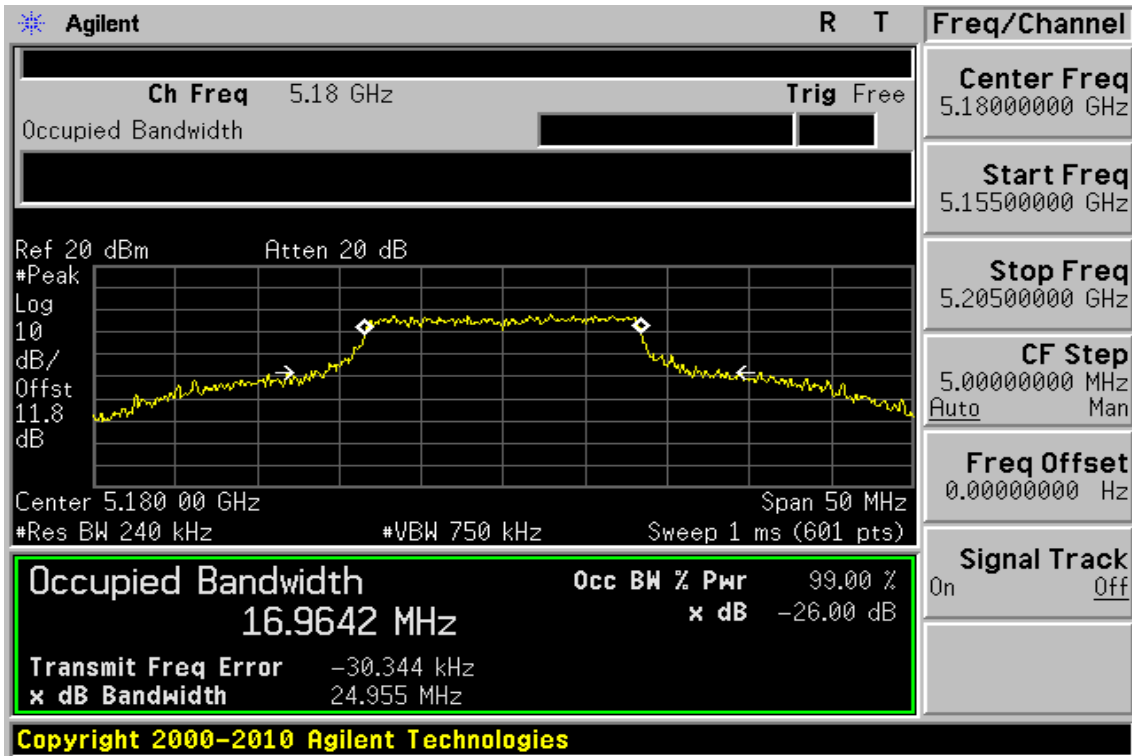 Agilent R T
Ch Freq 5.18 GHz Trig Free
Occupied Bandwidth
Ref 20 dBm Atten 20 dB
#Peak
Log
10
dB/
Offst
11.8
dB
Center 5.180 00 GHz Span 50 MHz
#Res BW 240 kHz #VBW 750 kHz Sweep 1 ms (601 pts)
Occupied Bandwidth Occ BW % Pwr 99.00 %
16.9642 MHz x dB -26.00 dB
Transmit Freq Error -30.344 kHz
x dB Bandwidth 24.955 MHz
Copyright 2000-2010 Agilent Technologies
Freq/Channel
Center Freq
5.18000000 GHz
Start Freq
5.15500000 GHz
Stop Freq
5.20500000 GHz
CF Step
5.00000000 MHz
Auto Man
Freq Offset
0.00000000 Hz
Signal Track
On Off